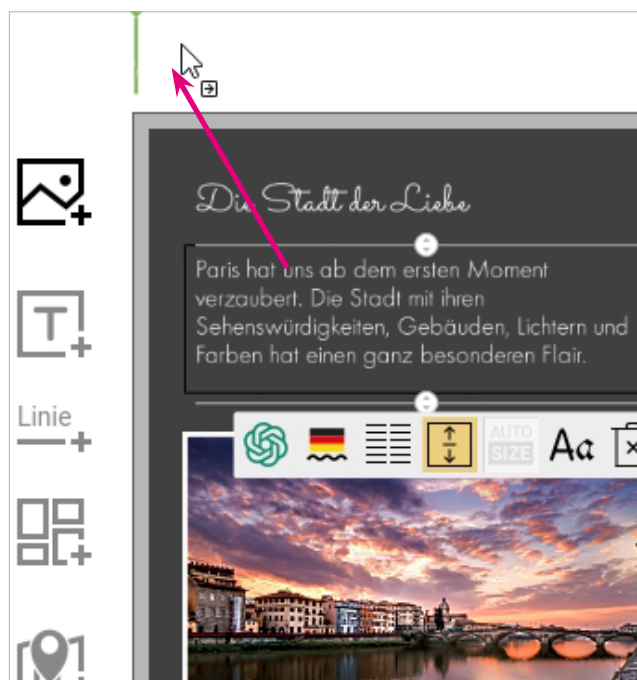 Die Stadt der Liebe
Paris hat uns ab dem ersten Moment
verzaubert. Die Stadt mit ihren
Sehenswürdigkeiten, Gebäuden, Lichtern und
Farben hat einen ganz besonderen Flair.
T
Linie
AUTO
SIZE
Aa